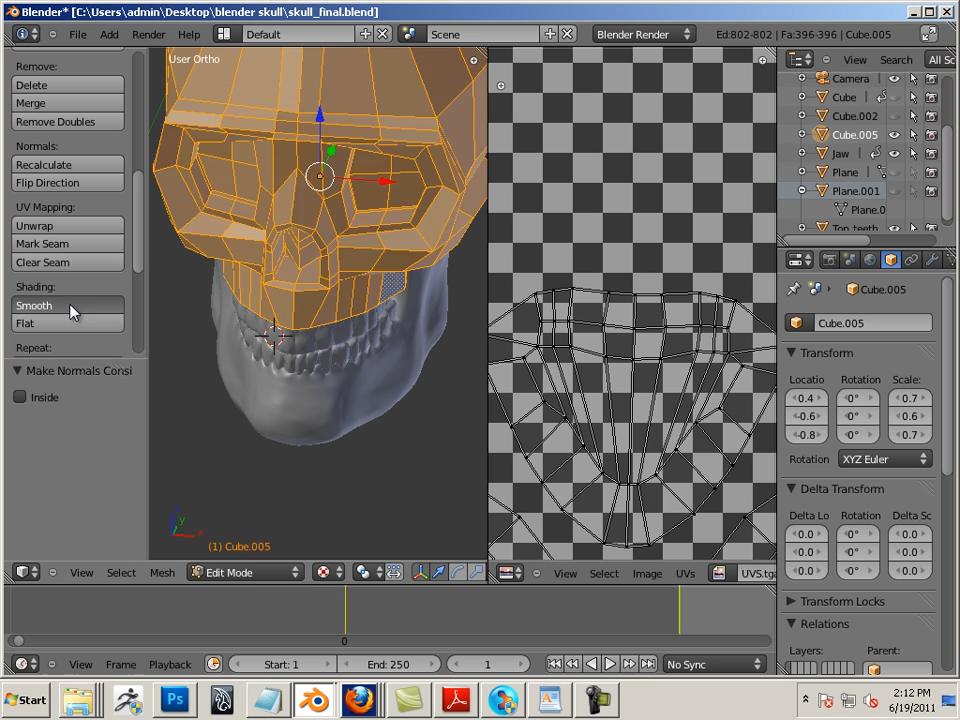 Blender* [C:\Users\admin\Desktop\blender skull\skull_final.blend]
File Add Render Help Default Scene Blender Render Ed:802-802 | Fa:396-396 | Cube.005
Remove:
Delete
Merge
Remove Doubles
Normals:
Recalculate
Flip Direction
UV Mapping:
Unwrap
Mark Seam
Clear Seam
Shading:
Smooth
Flat
Repeat:
Make Normals Consi
Inside
User Ortho
(1) Cube.005
View Select Mesh Edit Mode
View Select Image UVs UVS.tga
View Search All Sc
Camera
Cube
Cube.002
Cube.005
Jaw
Plane
Plane.001
Plane.0
Top teeth
Cube.005
Cube.005
Transform
Locatio Rotation Scale:
0.4 0° 0.7
-0.6 0° 0.6
-0.8 0° 0.7
Rotation XYZ Euler
Delta Transform
Delta Lo Rotation Delta Sc
0.0 0° 0.0
0.0 0° 0.0
0.0 0° 0.0
Transform Locks
Relations
Layers: Parent:
0
View Frame Playback Start: 1 End: 250 1 No Sync
Start Ps 2:12 PM
6/19/2011